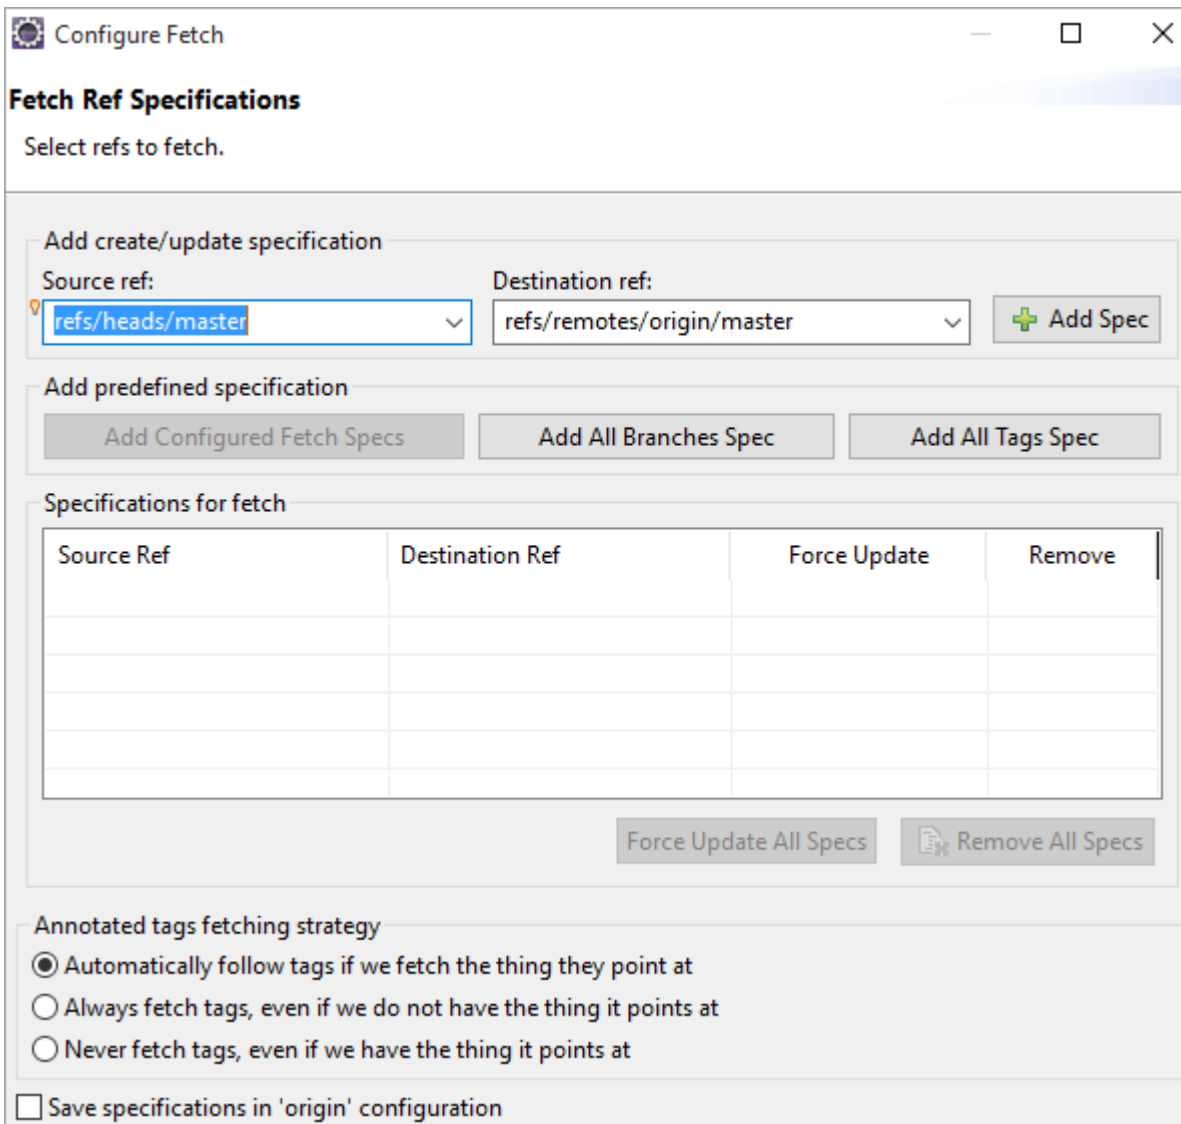 Configure Fetch
Fetch Ref Specifications
Select refs to fetch.
Add create/update specification
Source ref: Destination ref:
refs/heads/master refs/remotes/origin/master Add Spec
Add predefined specification
Add Configured Fetch Specs Add All Branches Spec Add All Tags Spec
Specifications for fetch
Source Ref Destination Ref Force Update Remove
Force Update All Specs Remove All Specs
Annotated tags fetching strategy
Automatically follow tags if we fetch the thing they point at
Always fetch tags, even if we do not have the thing it points at
Never fetch tags, even if we have the thing it points at
Save specifications in 'origin' configuration